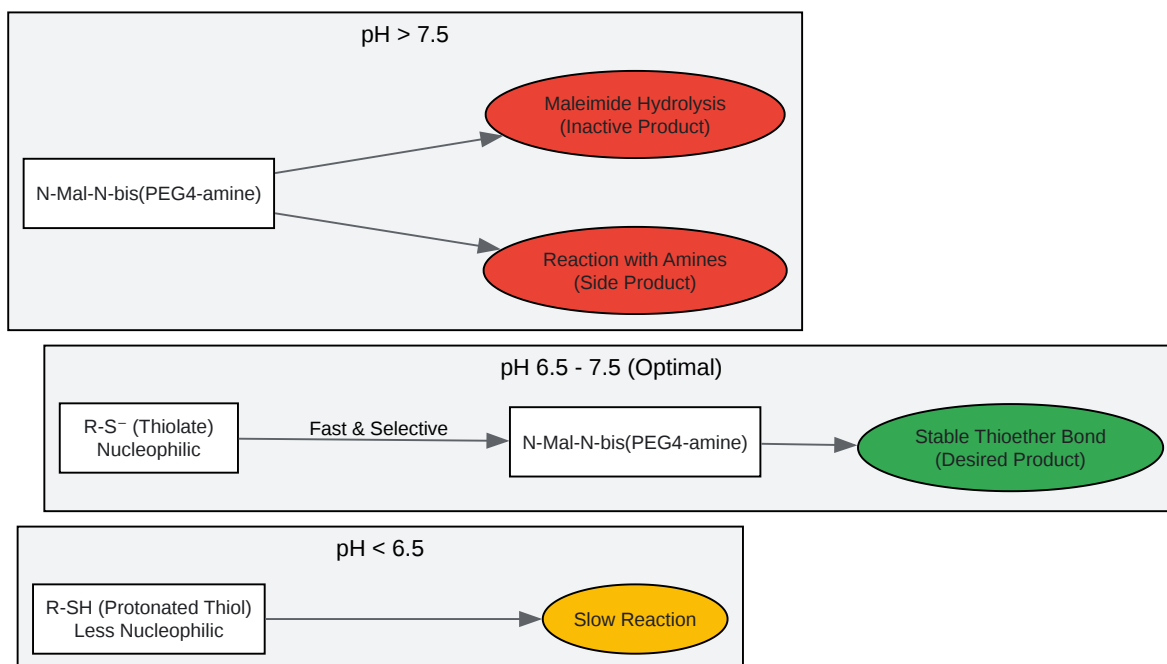 pH > 7.5
Maleimide Hydrolysis
(Inactive Product)
N-Mal-N-bis(PEG4-amine)
Reaction with Amines
(Side Product)
pH 6.5 - 7.5 (Optimal)
R-S⁻ (Thiolate)
Nucleophilic
Fast & Selective
N-Mal-N-bis(PEG4-amine)
Stable Thioether Bond
(Desired Product)
pH < 6.5
R-SH (Protonated Thiol)
Less Nucleophilic
Slow Reaction